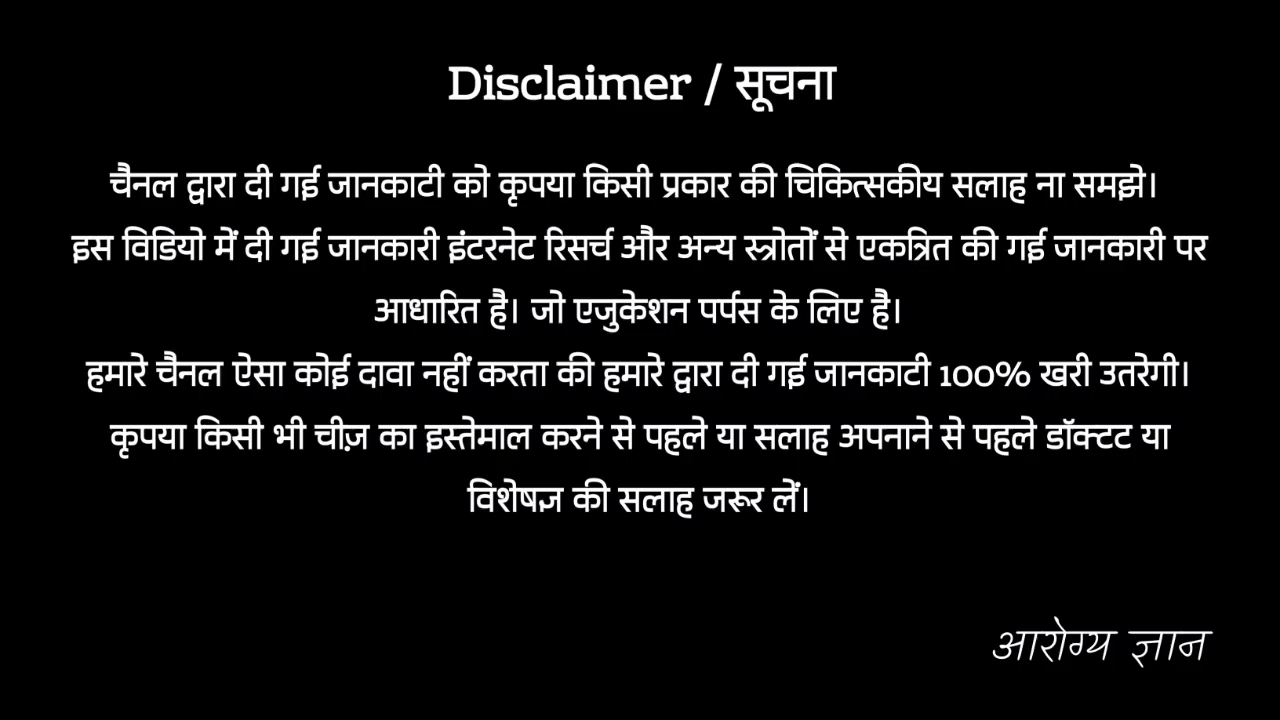 Disclaimer / सूचना
चैनल द्वारा दी गई जानकाटी को कृपया किसी प्रकार की चिकित्सकीय सलाह ना समझे।
इस विडियो में दी गई जानकारी इंटरनेट रिसर्च और अन्य स्त्रोतों से एकत्रित की गई जानकारी पर
आधारित है। जो एजुकेशन पर्पस के लिए है।
हमारे चैनल ऐसा कोई दावा नहीं करता की हमारे द्वारा दी गई जानकाटी 100% खरी उतरेगी।
कृपया किसी भी चीज़ का इस्तेमाल करने से पहले या सलाह अपनाने से पहले डॉक्टट या
विशेषज्ञ की सलाह जरूर लें।
आरोग्य ज्ञान